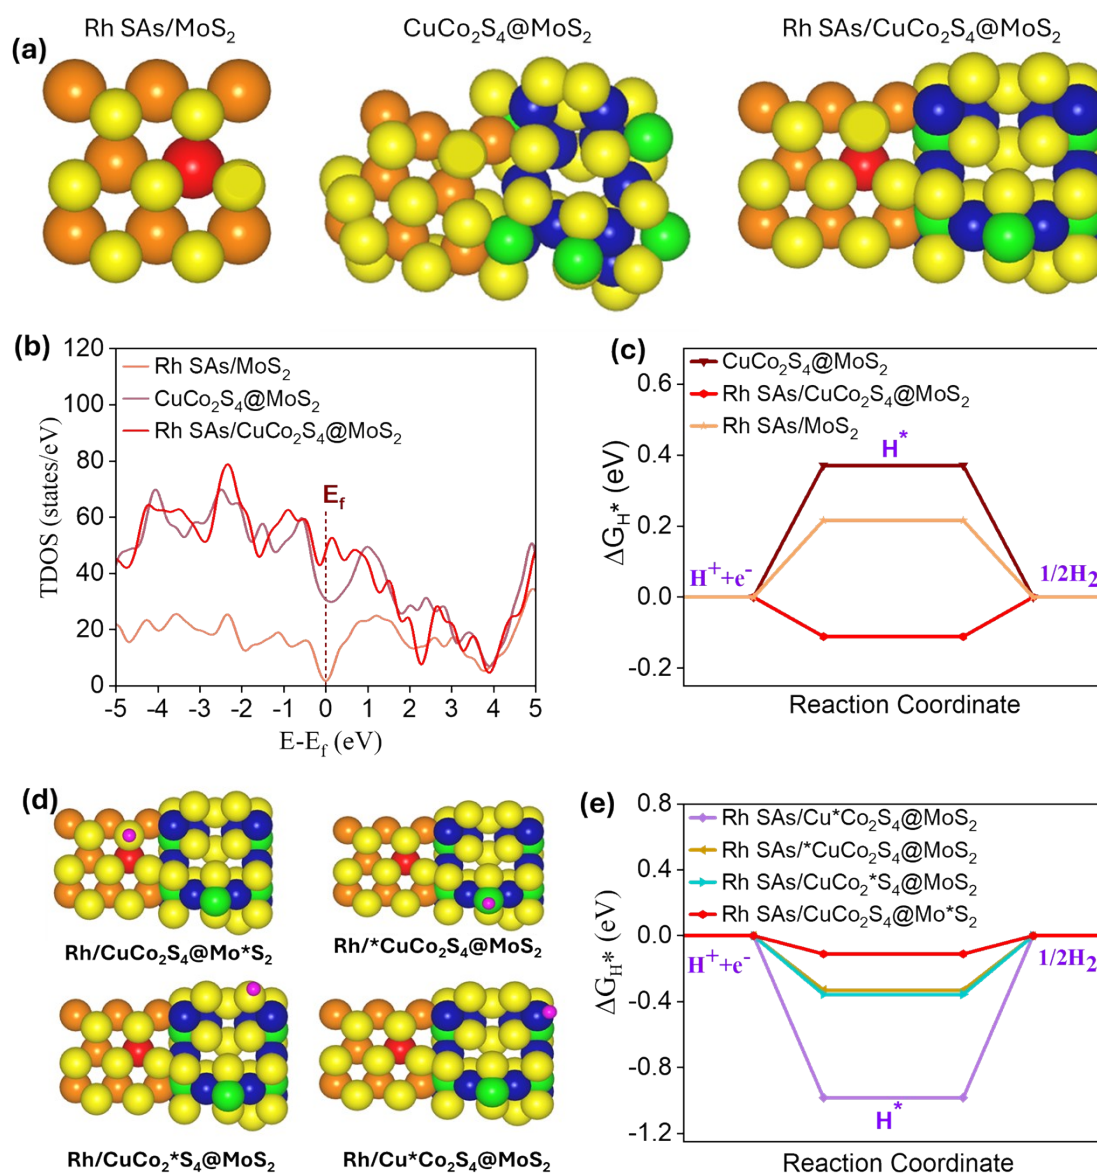 (a)
Rh SAs/MoS₂
CuCo₂S₄@MoS₂
Rh SAs/CuCo₂S₄@MoS₂
(b)
120
100
80
60
40
20
0
TDOS (states/eV)
Rh SAs/MoS₂
CuCo₂S₄@MoS₂
Rh SAs/CuCo₂S₄@MoS₂
E_f
-5 -4 -3 -2 -1 0 1 2 3 4 5
E-E_f (eV)
(c)
0.6
0.4
0.2
0.0
-0.2
ΔG_H* (eV)
CuCo₂S₄@MoS₂
Rh SAs/CuCo₂S₄@MoS₂
Rh SAs/MoS₂
H*
H⁺+e⁻
1/2H₂
Reaction Coordinate
(d)
Rh/CuCo₂S₄@Mo*S₂
Rh/*CuCo₂S₄@MoS₂
Rh/CuCo₂*S₄@MoS₂
Rh/Cu*Co₂S₄@MoS₂
(e)
0.8
0.4
0.0
-0.4
-0.8
-1.2
ΔG_H* (eV)
Rh SAs/Cu*Co₂S₄@MoS₂
Rh SAs/*CuCo₂S₄@MoS₂
Rh SAs/CuCo₂*S₄@MoS₂
Rh SAs/CuCo₂S₄@Mo*S₂
H⁺+e⁻
1/2H₂
H*
Reaction Coordinate